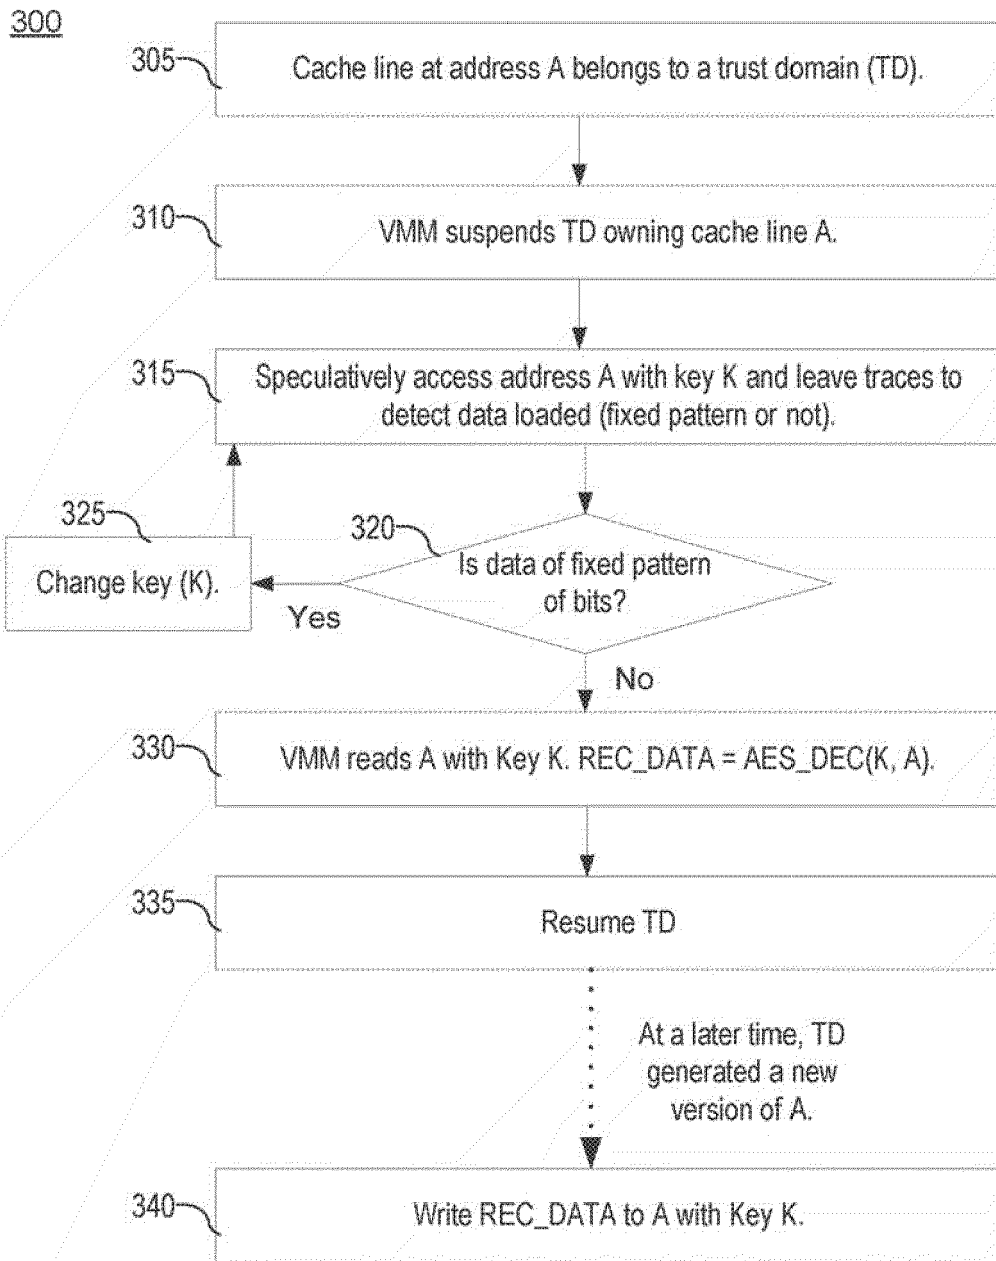 300
305
Cache line at address A belongs to a trust domain (TD).
310
VMM suspends TD owning cache line A.
315
Speculatively access address A with key K and leave traces to
detect data loaded (fixed pattern or not).
325
Change key (K).
320
Is data of fixed pattern
of bits?
Yes
No
330
VMM reads A with Key K. REC_DATA = AES_DEC(K, A).
335
Resume TD
At a later time, TD
generated a new
version of A.
340
Write REC_DATA to A with Key K.